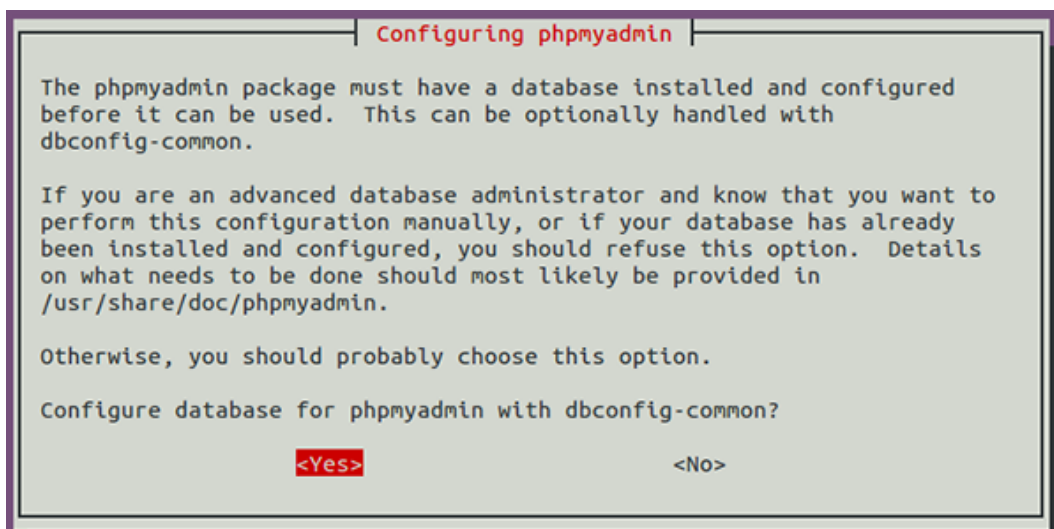 Configuring phpmyadmin
The phpmyadmin package must have a database installed and configured
before it can be used.  This can be optionally handled with
dbconfig-common.
If you are an advanced database administrator and know that you want to
perform this configuration manually, or if your database has already
been installed and configured, you should refuse this option.  Details
on what needs to be done should most likely be provided in
/usr/share/doc/phpmyadmin.
Otherwise, you should probably choose this option.
Configure database for phpmyadmin with dbconfig-common?
<Yes> <No>